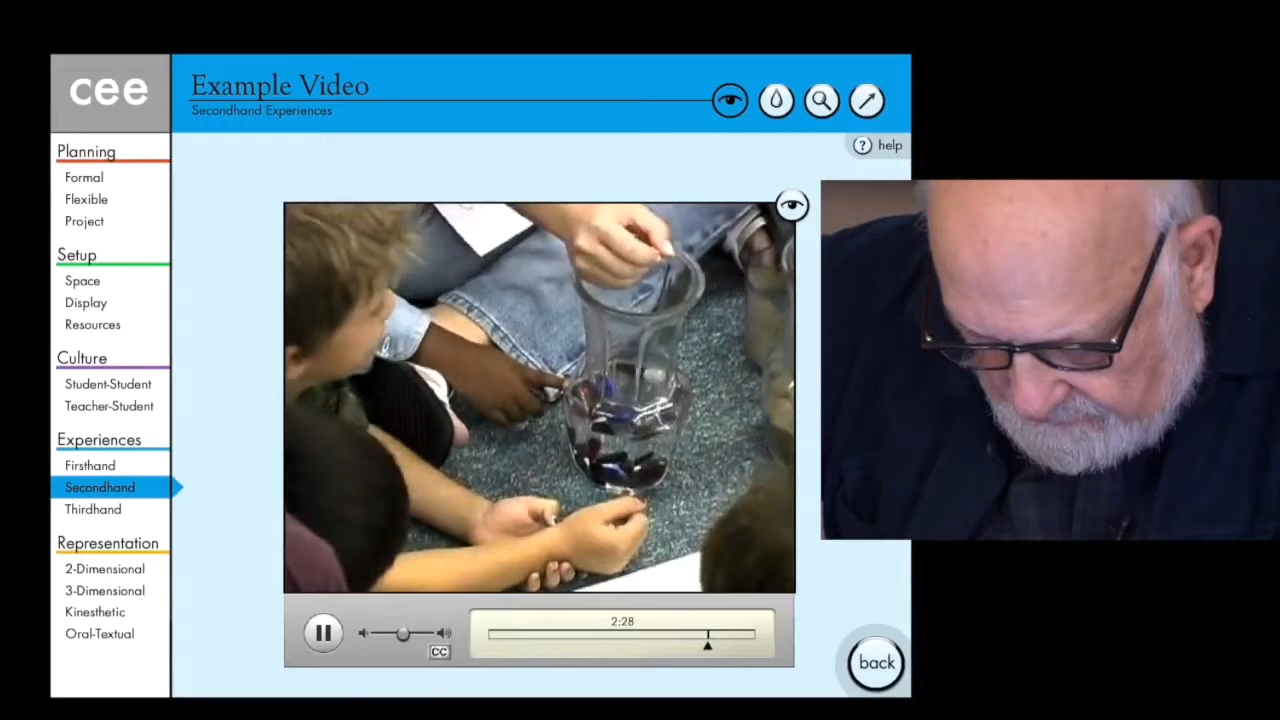 cee
Example Video
Secondhand Experiences
help
Planning
Formal
Flexible
Project
Setup
Space
Display
Resources
Culture
Student-Student
Teacher-Student
Experiences
Firsthand
Secondhand
Thirdhand
Representation
2-Dimensional
3-Dimensional
Kinesthetic
Oral-Textual
2:28
CC
back